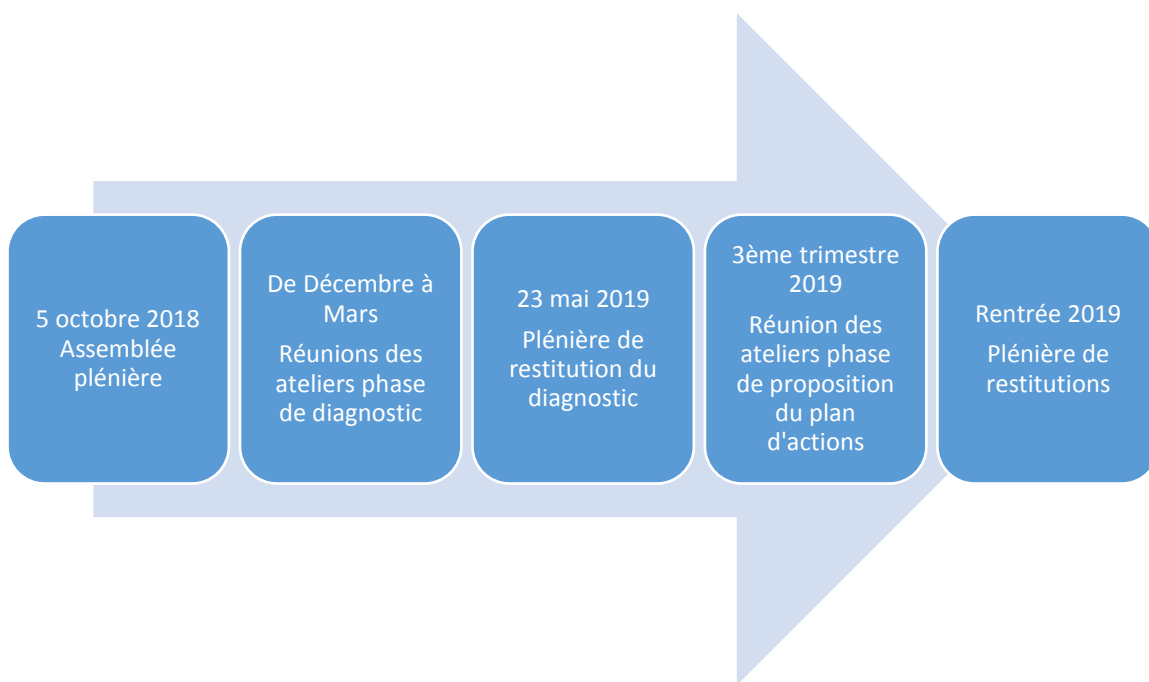 5 octobre 2018
Assemblée
plénière
De Décembre à
Mars
Réunions des
ateliers phase
de diagnostic
23 mai 2019
Plénière de
restitution du
diagnostic
3ème trimestre
2019
Réunion des
ateliers phase
de proposition
du plan
d'actions
Rentrée 2019
Plénière de
restitutions